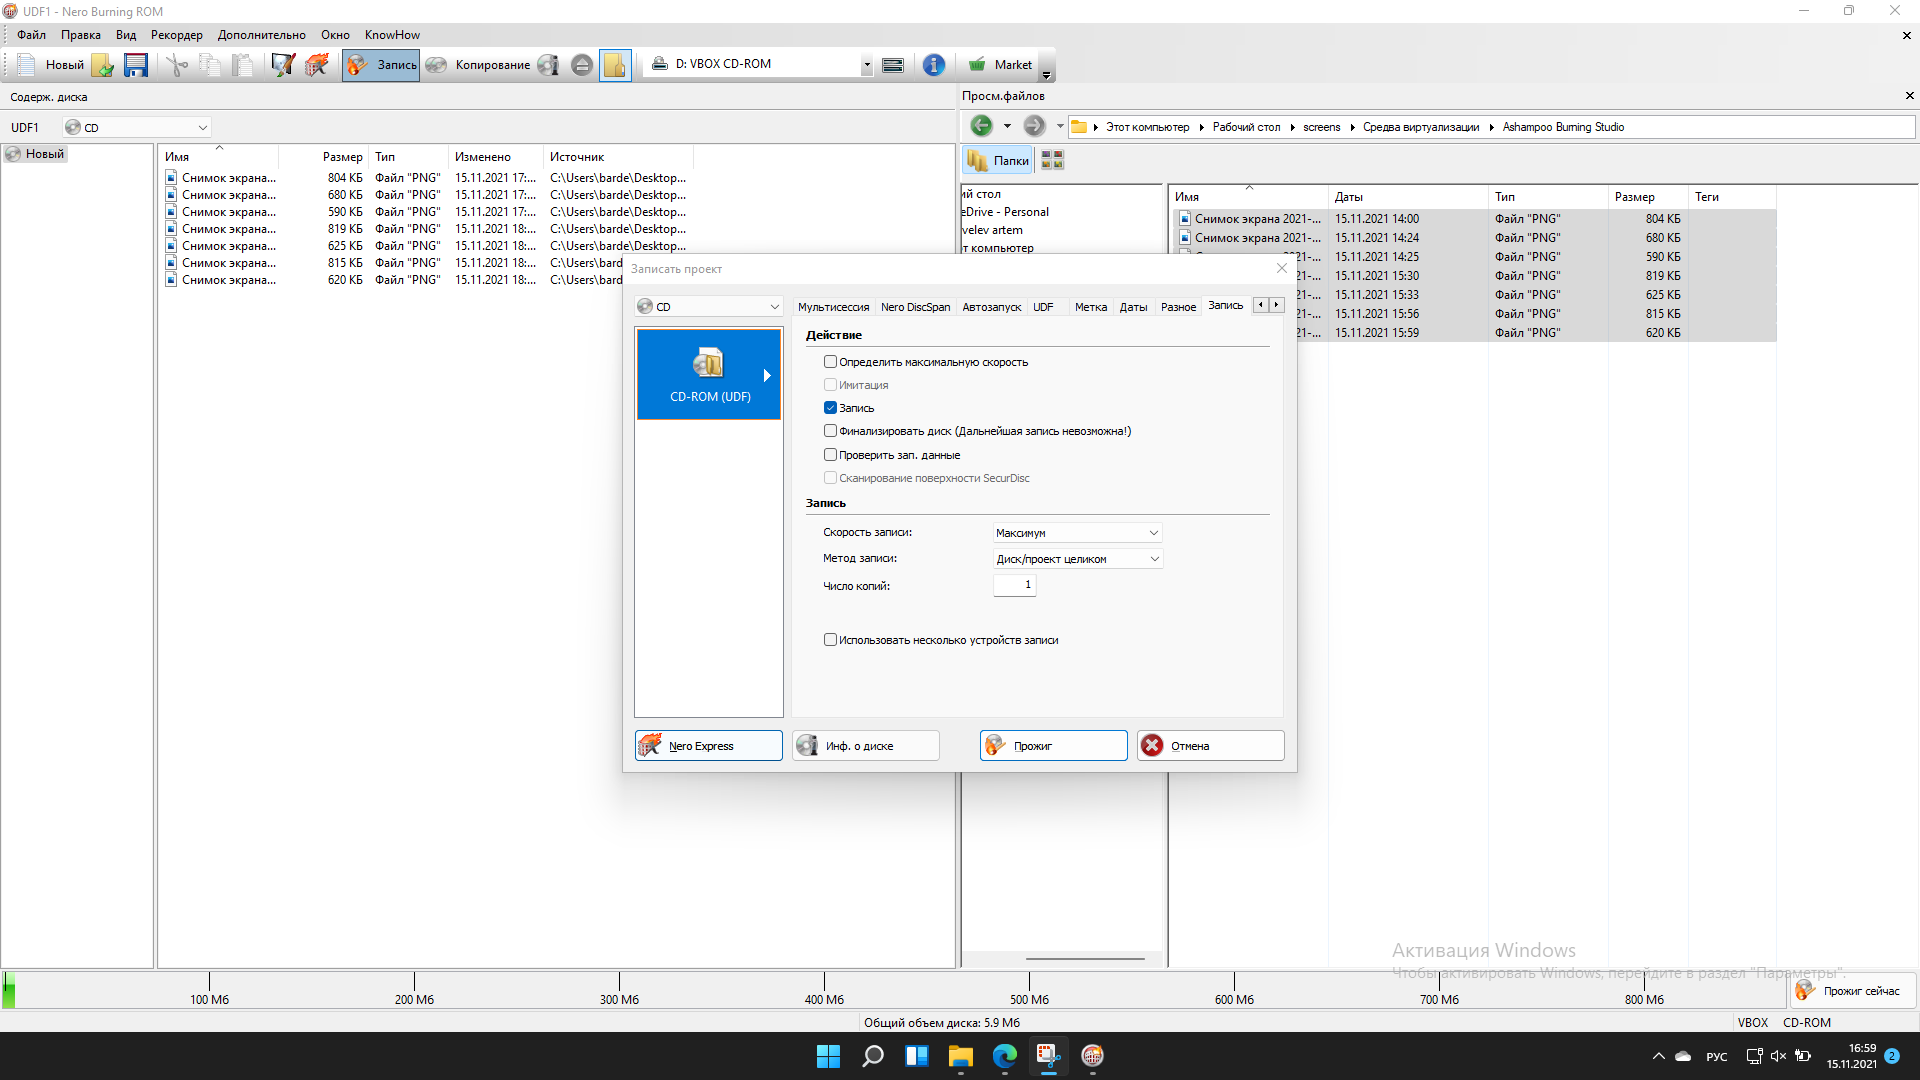 UDF1 - Nero Burning ROM
Файл Правка Вид Рекордер Дополнительно Окно KnowHow
Новый Запись Копирование D: VBOX CD-ROM Market
Содерж. диска
UDF1 CD
Новый
Имя Размер Тип Изменено Источник
Снимок экрана... 804 КБ Файл "PNG" 15.11.2021 17:... C:\Users\barde\Desktop...
Снимок экрана... 680 КБ Файл "PNG" 15.11.2021 17:... C:\Users\barde\Desktop...
Снимок экрана... 590 КБ Файл "PNG" 15.11.2021 17:... C:\Users\barde\Desktop...
Снимок экрана... 819 КБ Файл "PNG" 15.11.2021 18:... C:\Users\barde\Desktop...
Снимок экрана... 625 КБ Файл "PNG" 15.11.2021 18:... C:\Users\barde\Desktop...
Снимок экрана... 815 КБ Файл "PNG" 15.11.2021 18:... C:\Users\bard
Снимок экрана... 620 КБ Файл "PNG" 15.11.2021 18:... C:\Users\bard
Просм.файлов
Этот компьютер Рабочий стол screens Средва виртуализации Ashampoo Burning Studio
Папки
ий стол
eDrive - Personal
velev artem
т компьютер
Имя Даты Тип Размер Теги
Снимок экрана 2021-... 15.11.2021 14:00 Файл "PNG" 804 КБ
Снимок экрана 2021-... 15.11.2021 14:24 Файл "PNG" 680 КБ
21-... 15.11.2021 14:25 Файл "PNG" 590 КБ
21-... 15.11.2021 15:30 Файл "PNG" 819 КБ
21-... 15.11.2021 15:33 Файл "PNG" 625 КБ
21-... 15.11.2021 15:56 Файл "PNG" 815 КБ
21-... 15.11.2021 15:59 Файл "PNG" 620 КБ
Записать проект
CD
CD-ROM (UDF)
Мультисессия Nero DiscSpan Автозапуск UDF Метка Даты Разное Запись
Действие
Определить максимальную скорость
Имитация
Запись
Финализировать диск (Дальнейшая запись невозможна!)
Проверить зап. данные
Сканирование поверхности SecurDisc
Запись
Скорость записи: Максимум
Метод записи: Диск/проект целиком
Число копий: 1
Использовать несколько устройств записи
Nero Express Инф. о диске Прожиг Отмена
Активация Windows
Чтобы активировать Windows, перейдите в раздел "Параметры".
100 Мб 200 Мб 300 Мб 400 Мб 500 Мб 600 Мб 700 Мб 800 Мб
Прожиг сейчас
Общий объем диска: 5.9 Мб VBOX CD-ROM
РУС 16:59 2
15.11.2021